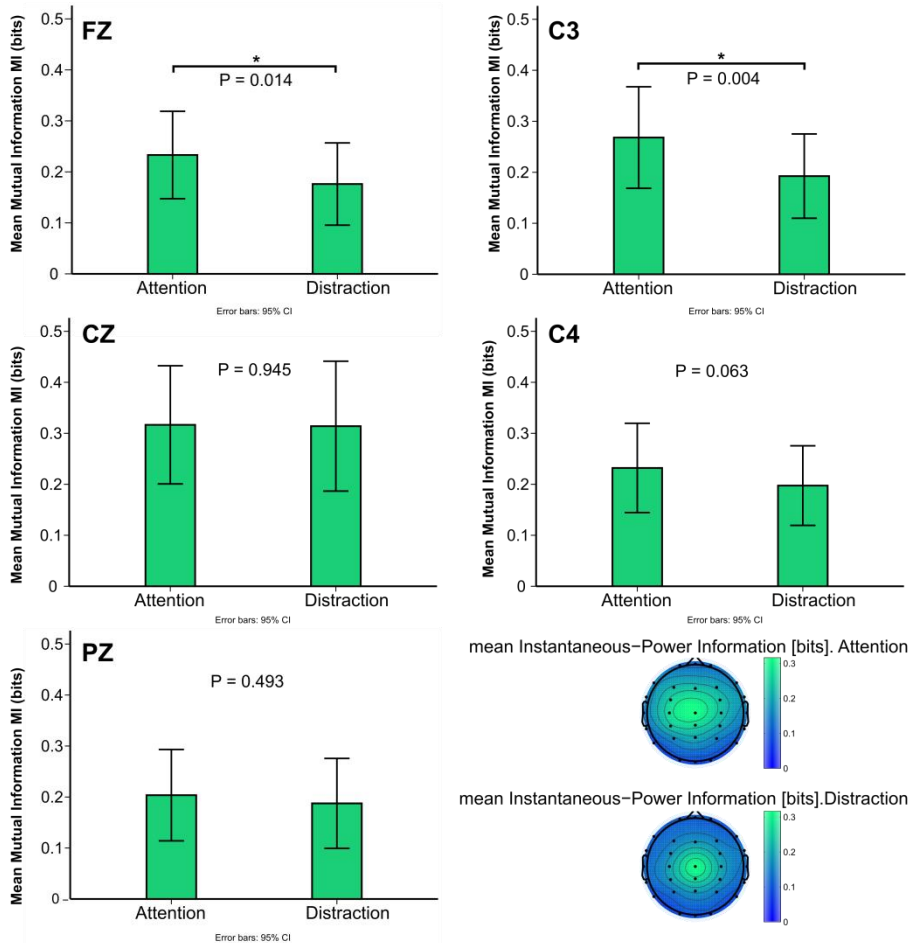 FZ
Mean Mutual Information MI (bits)
0.5
0.4
0.3
0.2
0.1
0
*
P = 0.014
Attention
Distraction
Error bars: 95% CI
C3
Mean Mutual Information MI (bits)
0.5
0.4
0.3
0.2
0.1
0
*
P = 0.004
Attention
Distraction
Error bars: 95% CI
CZ
Mean Mutual Information MI (bits)
0.5
0.4
0.3
0.2
0.1
0
P = 0.945
Attention
Distraction
Error bars: 95% CI
C4
Mean Mutual Information MI (bits)
0.5
0.4
0.3
0.2
0.1
0
P = 0.063
Attention
Distraction
Error bars: 95% CI
PZ
Mean Mutual Information MI (bits)
0.5
0.4
0.3
0.2
0.1
0
P = 0.493
Attention
Distraction
Error bars: 95% CI
mean Instantaneous−Power Information [bits]. Attention
0.3
0.2
0.1
0
mean Instantaneous−Power Information [bits].Distraction
0.3
0.2
0.1
0